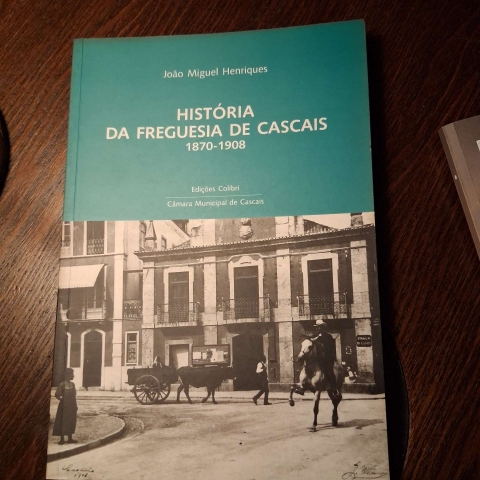 João Miguel Henriques
HISTÓRIA
DA FREGUESIA DE CASCAIS
1870-1908
Edições Colibri
Câmara Municipal de Cascais